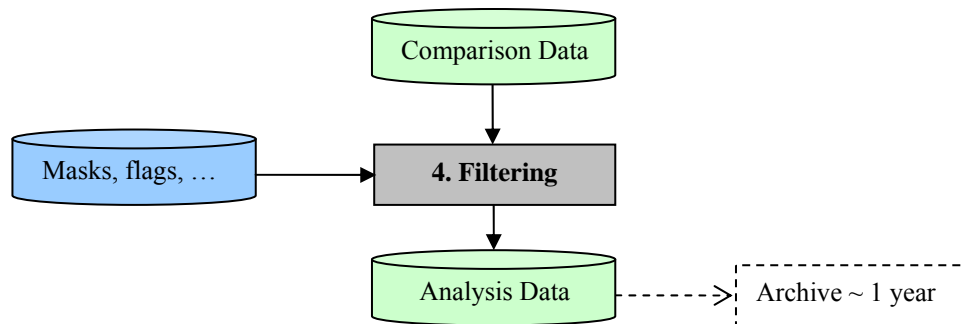 Comparison Data
Masks, flags, …
4. Filtering
Analysis Data
Archive ~ 1 year